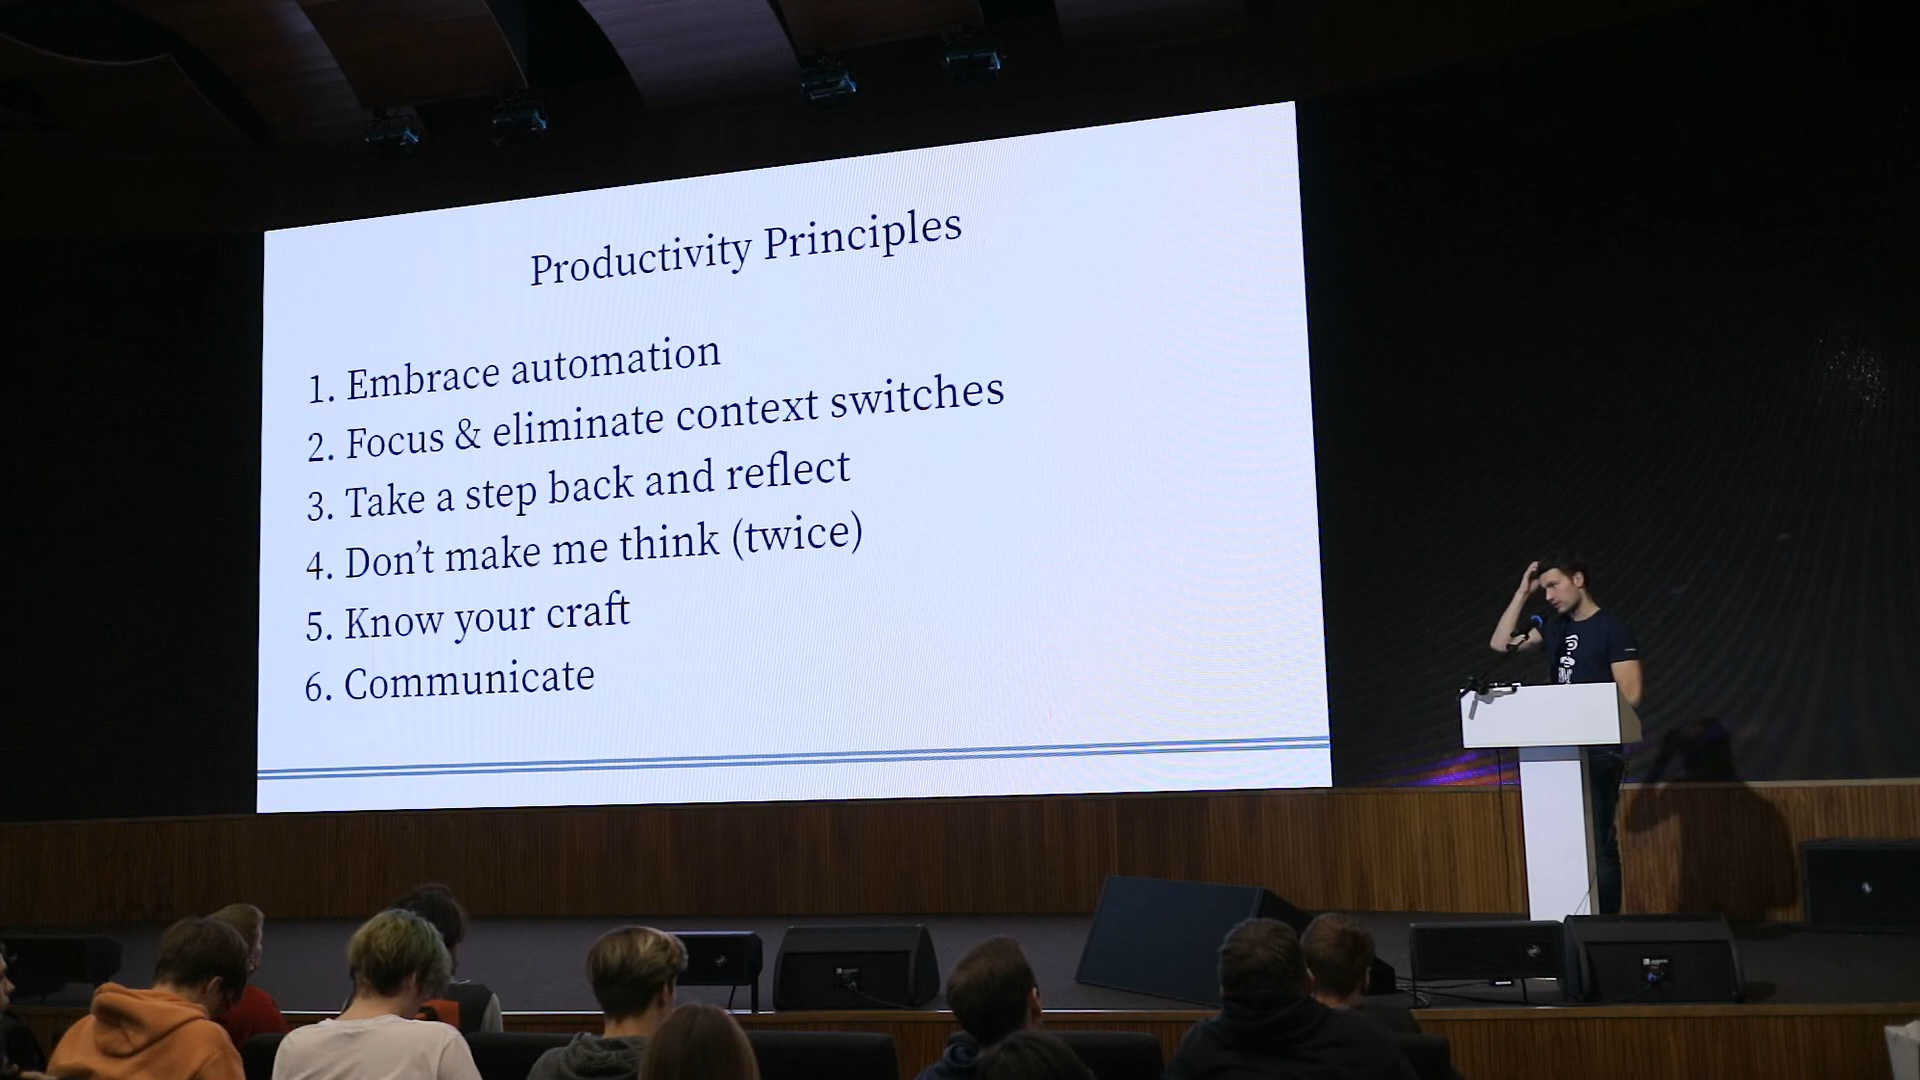 Productivity Principles
1. Embrace automation
2. Focus & eliminate context switches
3. Take a step back and reflect
4. Don't make me think (twice)
5. Know your craft
6. Communicate